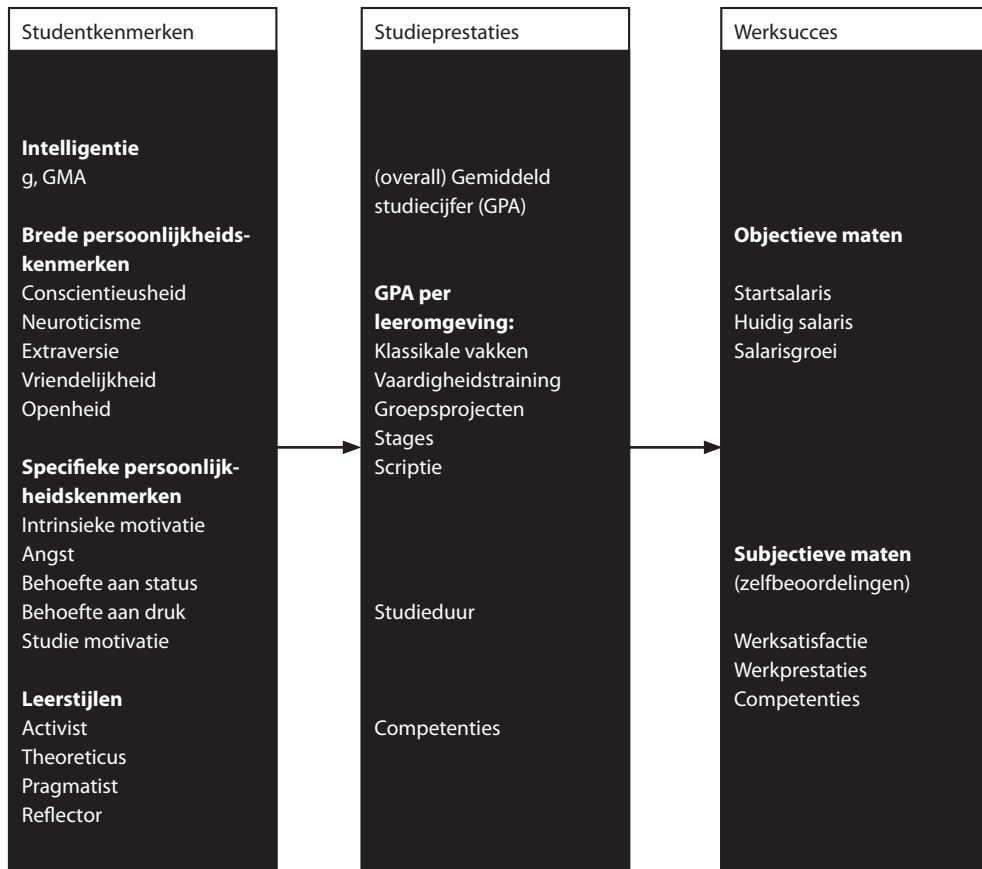 Studentkenmerken
Intelligentie
g, GMA
Brede persoonlijkheids-
kenmerken
Conscientieusheid
Neuroticisme
Extraversie
Vriendelijkheid
Openheid
Specifieke persoonlijk-
heidskenmerken
Intrinsieke motivatie
Angst
Behoefte aan status
Behoefte aan druk
Studie motivatie
Leerstijlen
Activist
Theoreticus
Pragmatist
Reflector
Studieprestaties
(overall) Gemiddeld
studiecijfer (GPA)
GPA per
leeromgeving:
Klassikale vakken
Vaardigheidstraining
Groepsprojecten
Stages
Scriptie
Studieduur
Competenties
Werksucces
Objectieve maten
Startsalaris
Huidig salaris
Salarisgroei
Subjectieve maten
(zelfbeoordelingen)
Werksatisfactie
Werkprestaties
Competenties